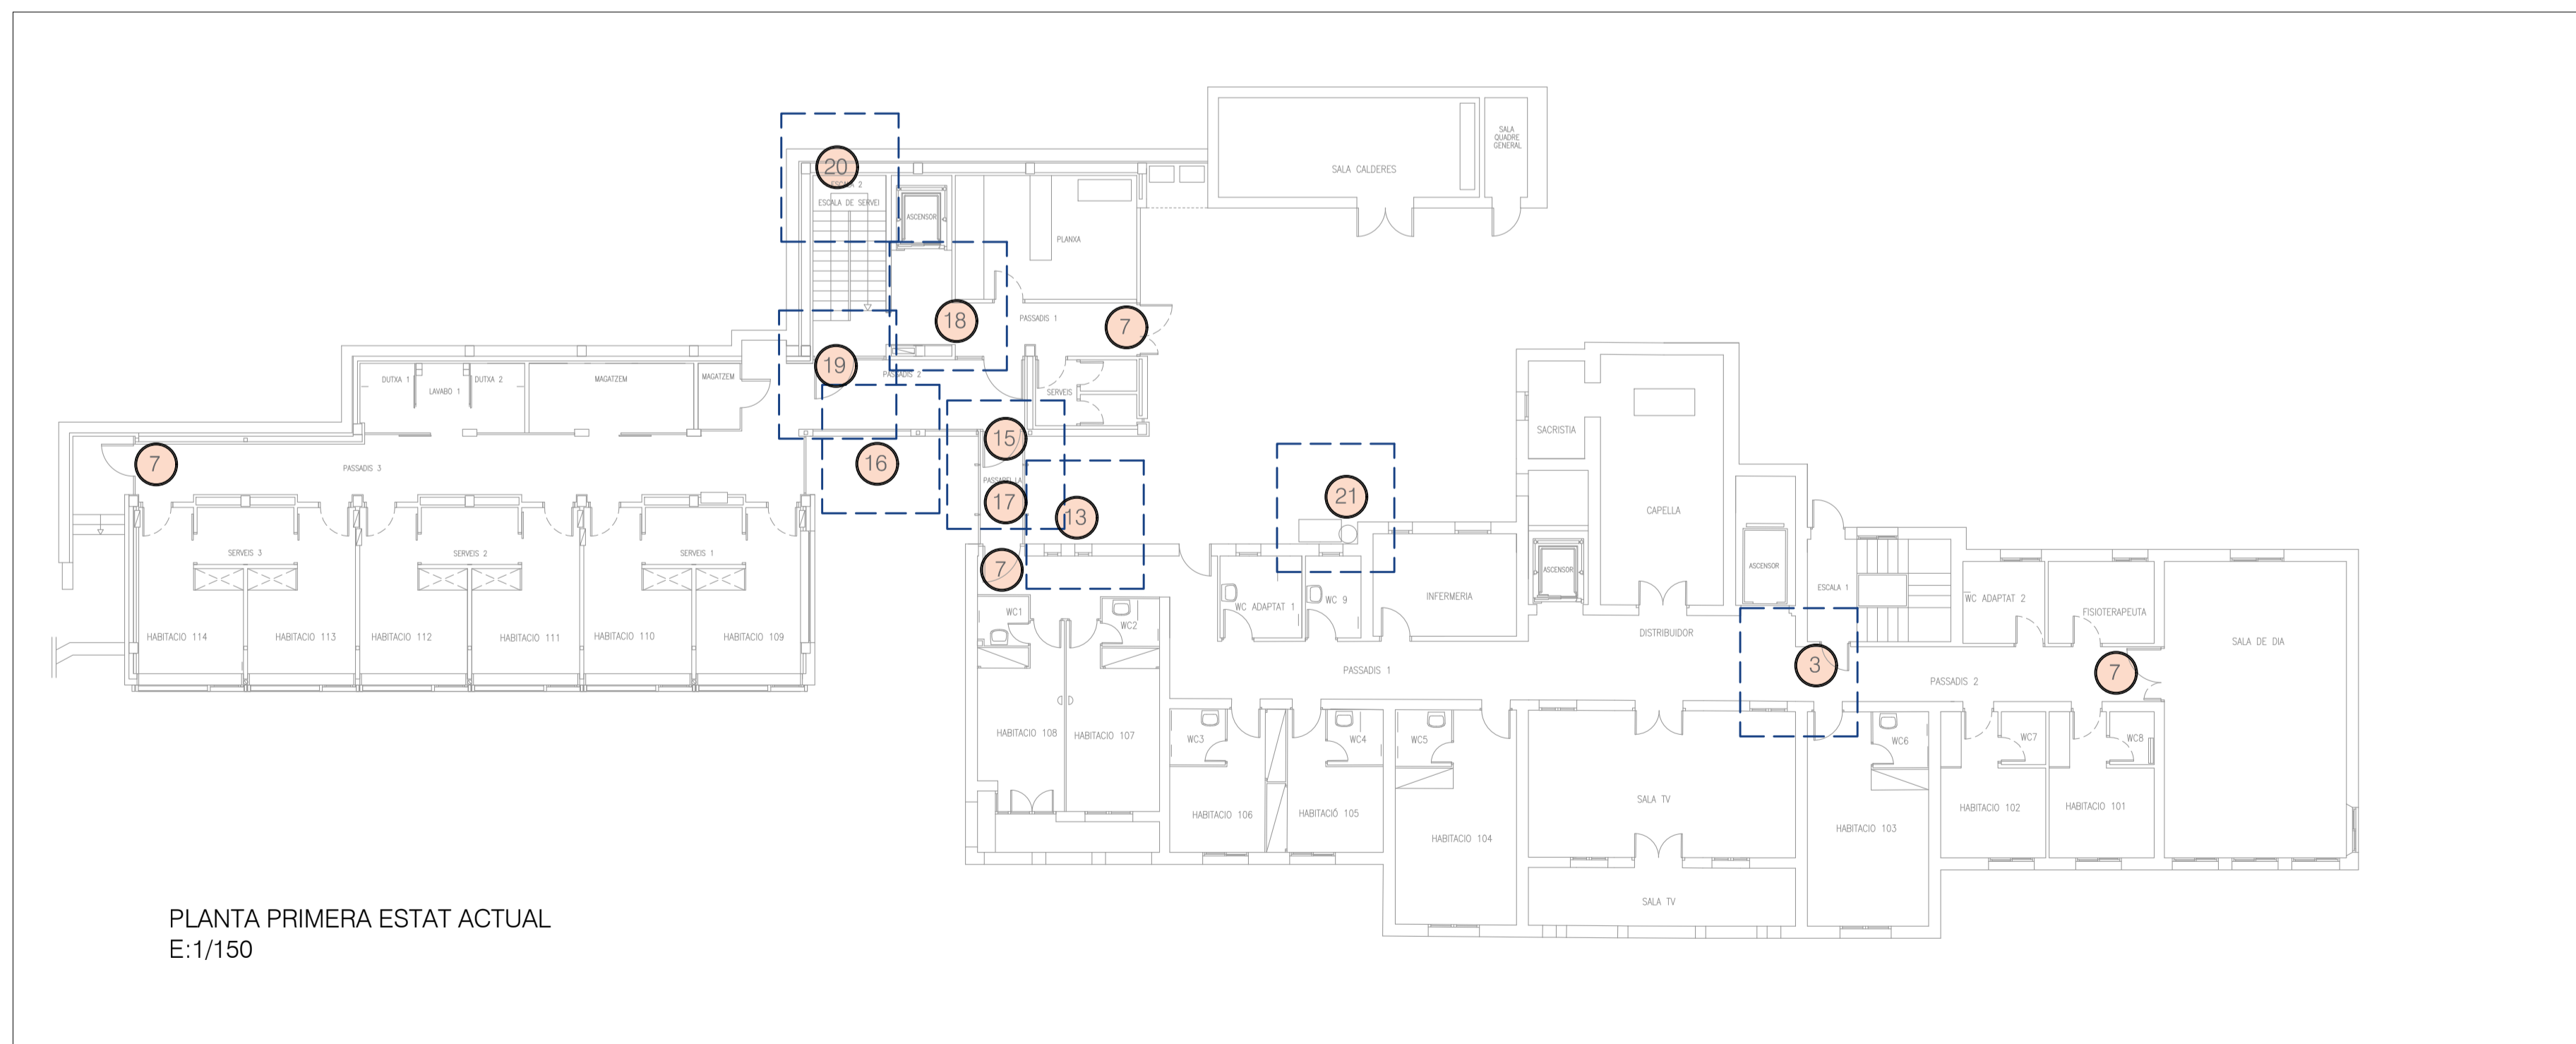 SALA
QUADRE
GENERAL
SALA CALDERES
20
ESCALA DE SERVEI
ASCENSOR
PLANXA
18
PASSADIS 1
7
19
PASSADIS 2
DUTXA 1
LAVABO 1
DUTXA 2
MAGATZEM
MAGATZEM
SERVEIS
SACRISTIA
15
16
7
PASSADIS 3
17
13
21
CAPELLA
SERVEIS 3
SERVEIS 2
SERVEIS 1
7
ASCENSOR
ASCENSOR
ESCALA 1
WC1
WC2
WC ADAPTAT 1
WC 9
INFERMERIA
WC ADAPTAT 2
FISIOTERAPEUTA
HABITACIO 114
HABITACIO 113
HABITACIO 112
HABITACIO 111
HABITACIO 110
HABITACIO 109
DISTRIBUIDOR
SALA DE DIA
PASSADIS 1
3
PASSADIS 2
7
HABITACIO 108
HABITACIO 107
WC3
WC4
WC5
WC6
WC7
WC8
HABITACIO 106
HABITACIÓ 105
HABITACIO 104
SALA TV
HABITACIO 103
HABITACIO 102
HABITACIO 101
SALA TV
PLANTA PRIMERA ESTAT ACTUAL
E:1/150